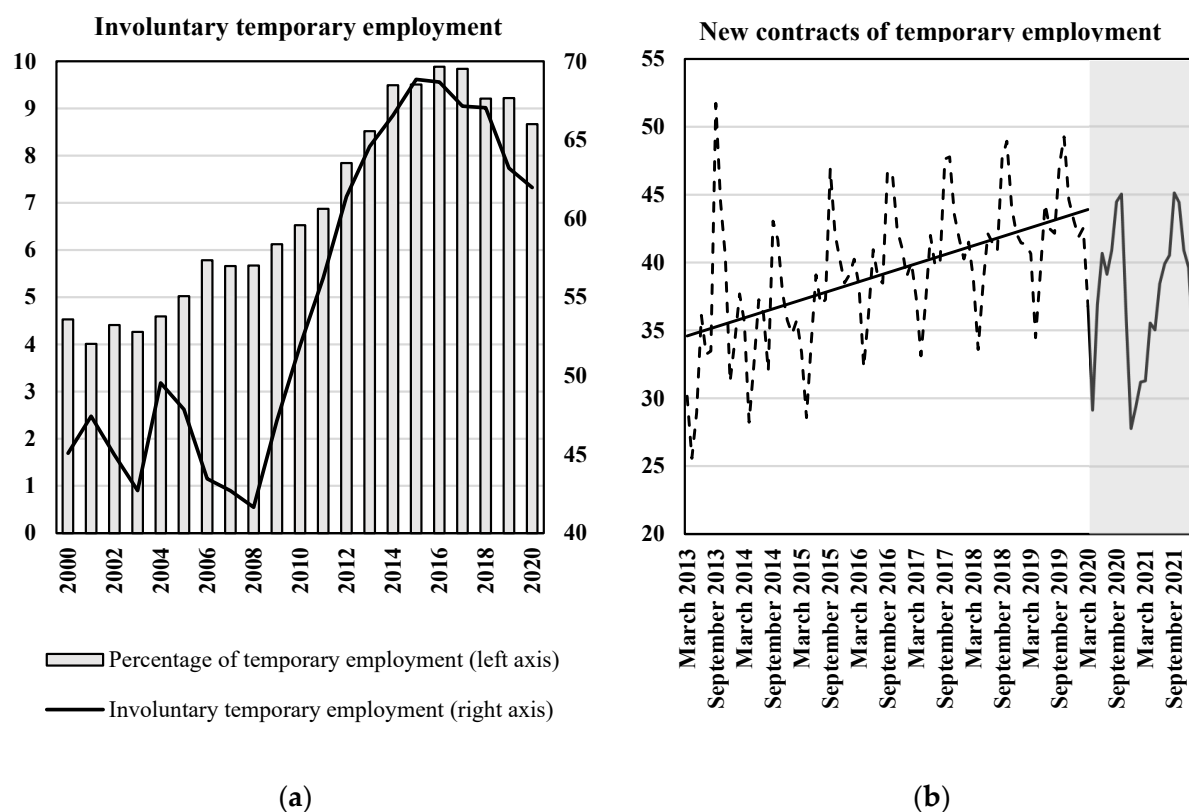 Involuntary temporary employment
10
9
8
7
6
5
4
3
2
1
0
70
65
60
55
50
45
40
2000
2002
2004
2006
2008
2010
2012
2014
2016
2018
2020
Percentage of temporary employment (left axis)
Involuntary temporary employment (right axis)
(a)
New contracts of temporary employment
55
50
45
40
35
30
25
20
March 2013
September 2013
March 2014
September 2014
March 2015
September 2015
March 2016
September 2016
March 2017
September 2017
March 2018
September 2018
March 2019
September 2019
March 2020
September 2020
March 2021
September 2021
(b)